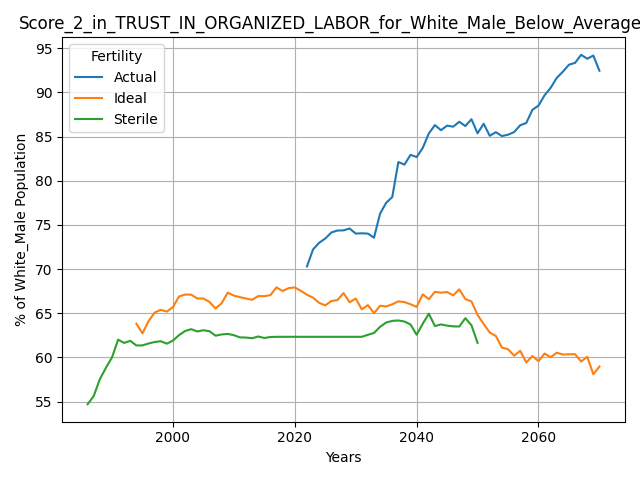 Score_2_in_TRUST_IN_ORGANIZED_LABOR_for_White_Male_Below_Average
Fertility
Actual
Ideal
Sterile
% of White_Male Population
95
90
85
80
75
70
65
60
55
2000
2020
2040
2060
Years